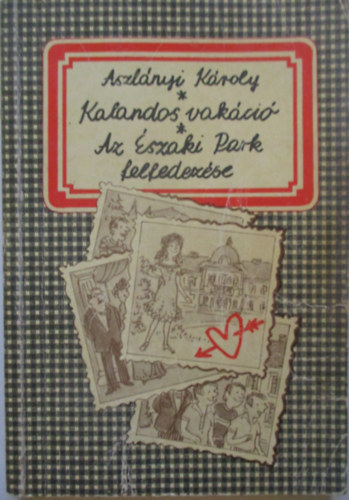 Aszlányi Károly
*
Kalandos vakáció
*
Az Északi Park
felfedezése